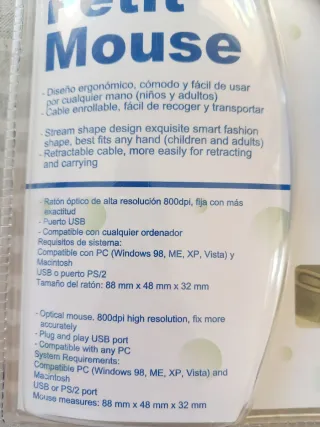 Petit
Mouse
- Diseño ergonómico, cómodo y fácil de usar
por cualquier mano (niños y adultos)
- Cable enrollable, fácil de recoger y transportar
- Stream shape design exquisite smart fashion
shape, best fits any hand (children and adults)
- Retractable cable, more easily for retracting
and carrying
- Ratón óptico de alta resolución 800dpi, fija con más
exactitud
- Puerto USB
- Compatible con cualquier ordenador
Requisitos de sistema:
Compatible con PC (Windows 98, ME, XP, Vista) y
Macintosh
USB o puerto PS/2
Tamaño del ratón: 88 mm x 48 mm x 32 mm
- Optical mouse. 800dpi high resolution, fix more
accurately
- Plug and play USB port
- Compatible with any PC
System Requirements:
Compatible PC (Windows 98, ME, XP, Vista) and
Macintosh
USB or PS/2 port
Mouse measures: 88 mm x 48 mm x 32 mm